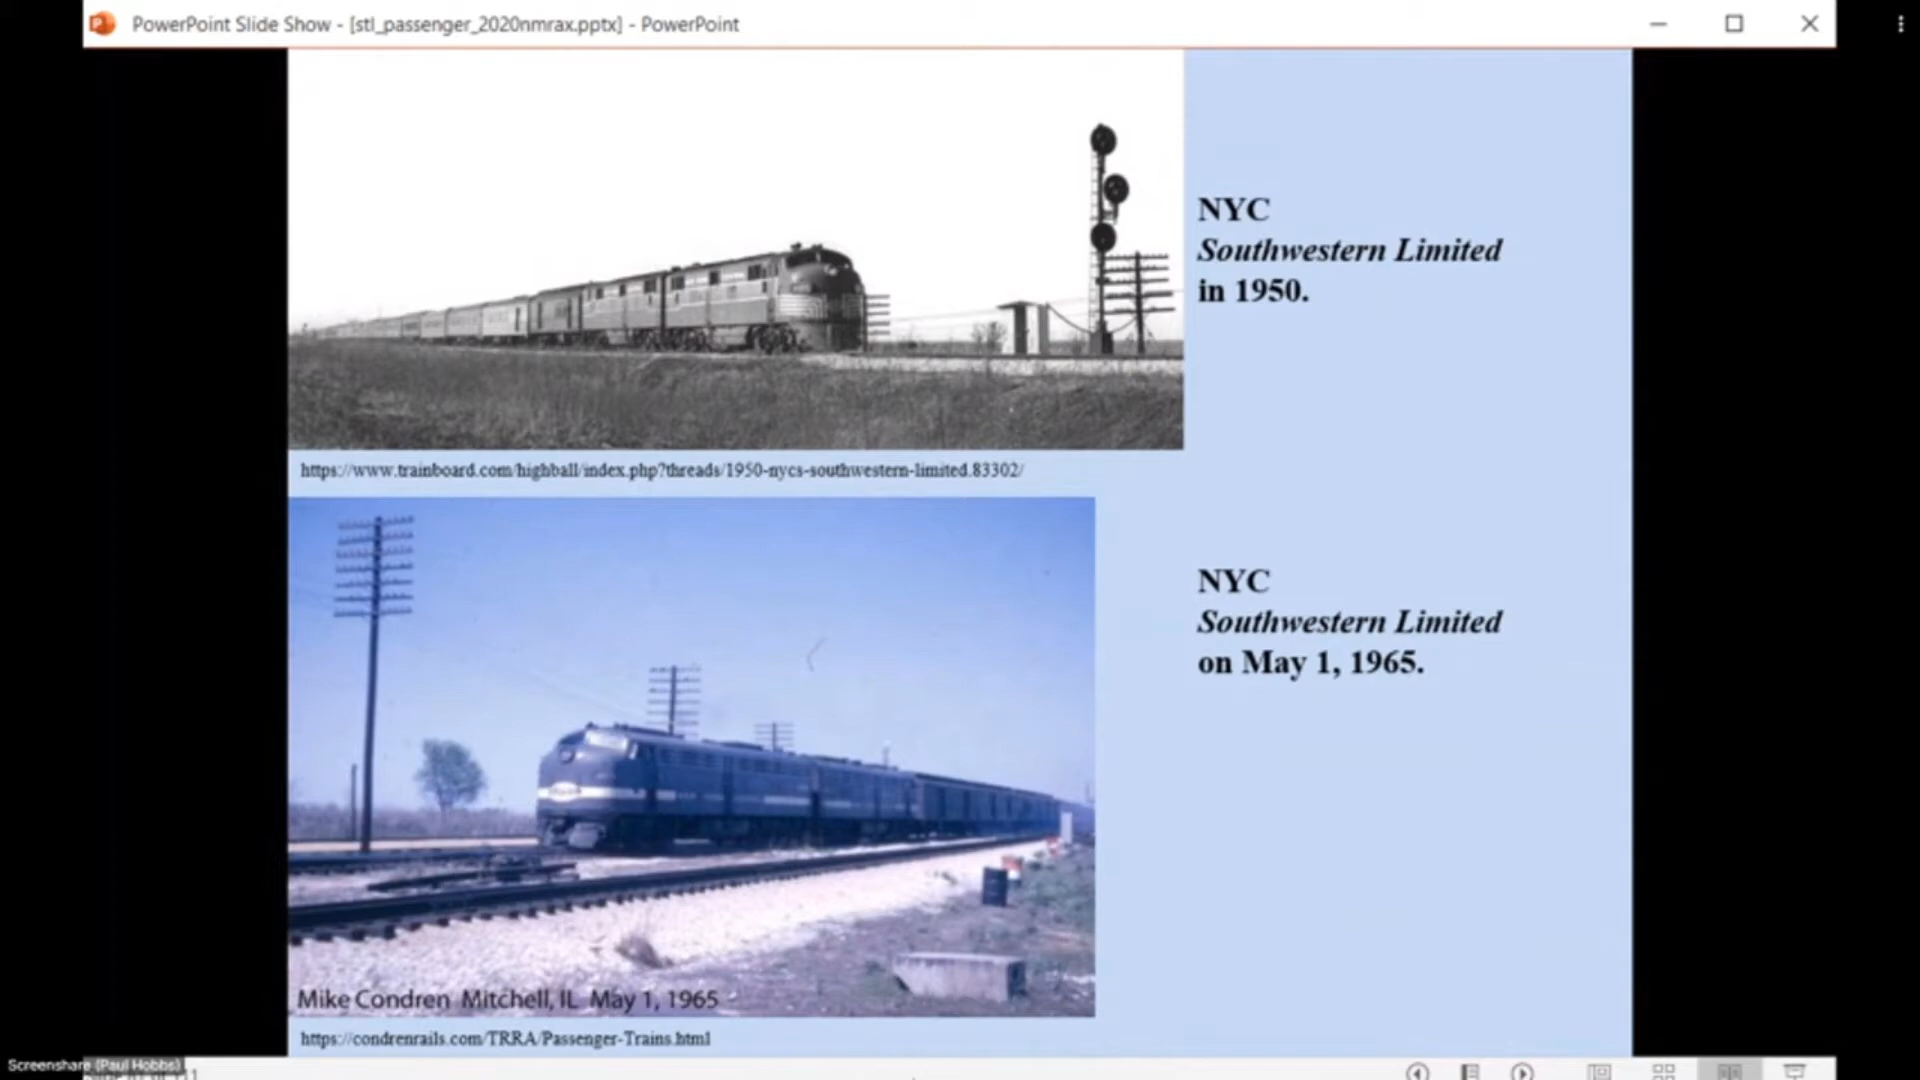 PowerPoint Slide Show - [stl_passenger_2020nmrax.pptx] - PowerPoint
NYC
Southwestern Limited
in 1950.
https://www.trainboard.com/highball/index.php?threads/1950-nycs-southwestern-limited.83302/
NYC
Southwestern Limited
on May 1, 1965.
Mike Condren Mitchell, IL May 1, 1965
https://condrenrails.com/TRRA/Passenger-Trains.html
Screenshare (Paul Hobbs)